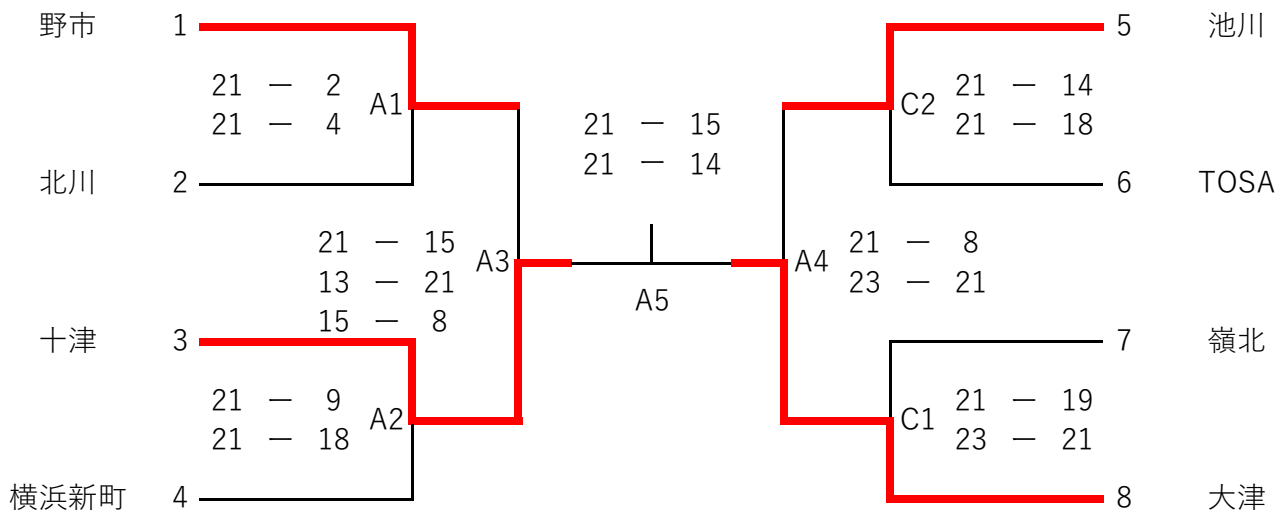 野市 1
21 － 2
21 － 4
A1
北川 2
21 － 15
13 － 21
15 － 8
A3
十津 3
21 － 9
21 － 18
A2
横浜新町 4
21 － 15
21 － 14
A5
5 池川
C2
21 － 14
21 － 18
6 TOSA
A4
21 － 8
23 － 21
7 嶺北
C1
21 － 19
23 － 21
8 大津